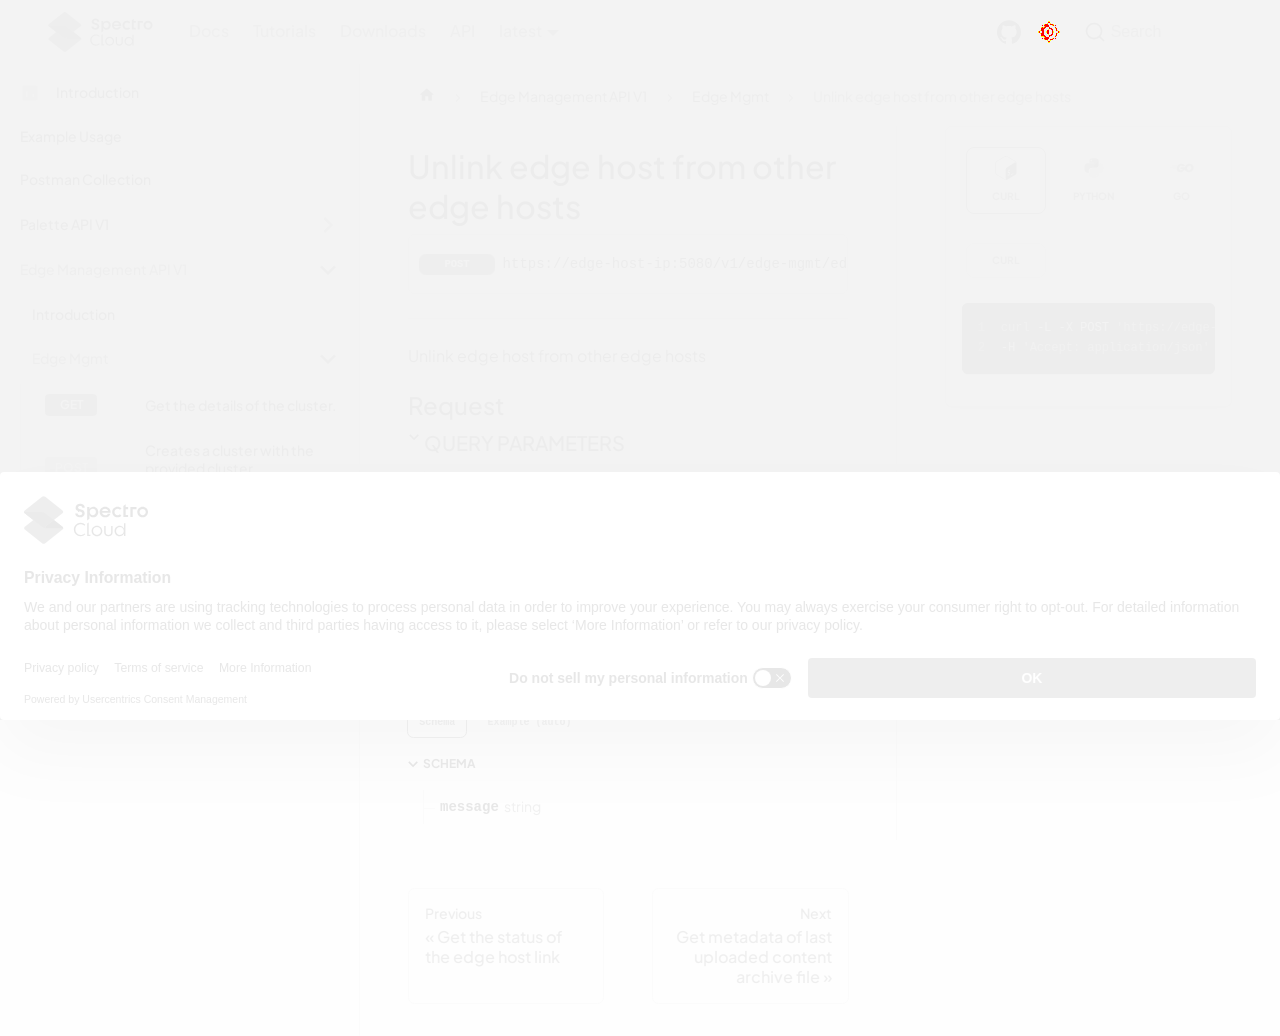 Spectro
Cloud
Docs Tutorials Downloads API latest
Search
Introduction
Edge Management API V1
Edge Mgmt
Unlink edge host from other edge hosts
Example Usage
Postman Collection
Palette API V1
Edge Management API V1
Introduction
Edge Mgmt
GET Get the details of the cluster.
Creates a cluster with the
provided cluster
Unlink edge host from other
edge hosts
CURL PYTHON GO
https://edge-host-ip:5080/v1/edge-mgmt/ed
CURL
Unlink edge host from other edge hosts
Request
QUERY PARAMETERS
Spectro
Cloud
Privacy Information
We and our partners are using tracking technologies to process personal data in order to improve your experience. You may always exercise your consumer right to opt-out. For detailed information
about personal information we collect and third parties having access to it, please select 'More Information' or refer to our privacy policy.
Privacy policy Terms of service More Information
Do not sell my personal information
OK
Powered by Usercentrics Consent Management
Schema Example (auto)
SCHEMA
message string
Previous
« Get the status of
the edge host link
Next
Get metadata of last
uploaded content
archive file »